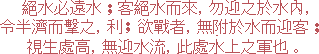 絕水必遠水；客絕水而來，勿迎之於水內，
令半濟而擊之，利；欲戰者，無附於水而迎客；
視生處高，無迎水流，此處水上之軍也。